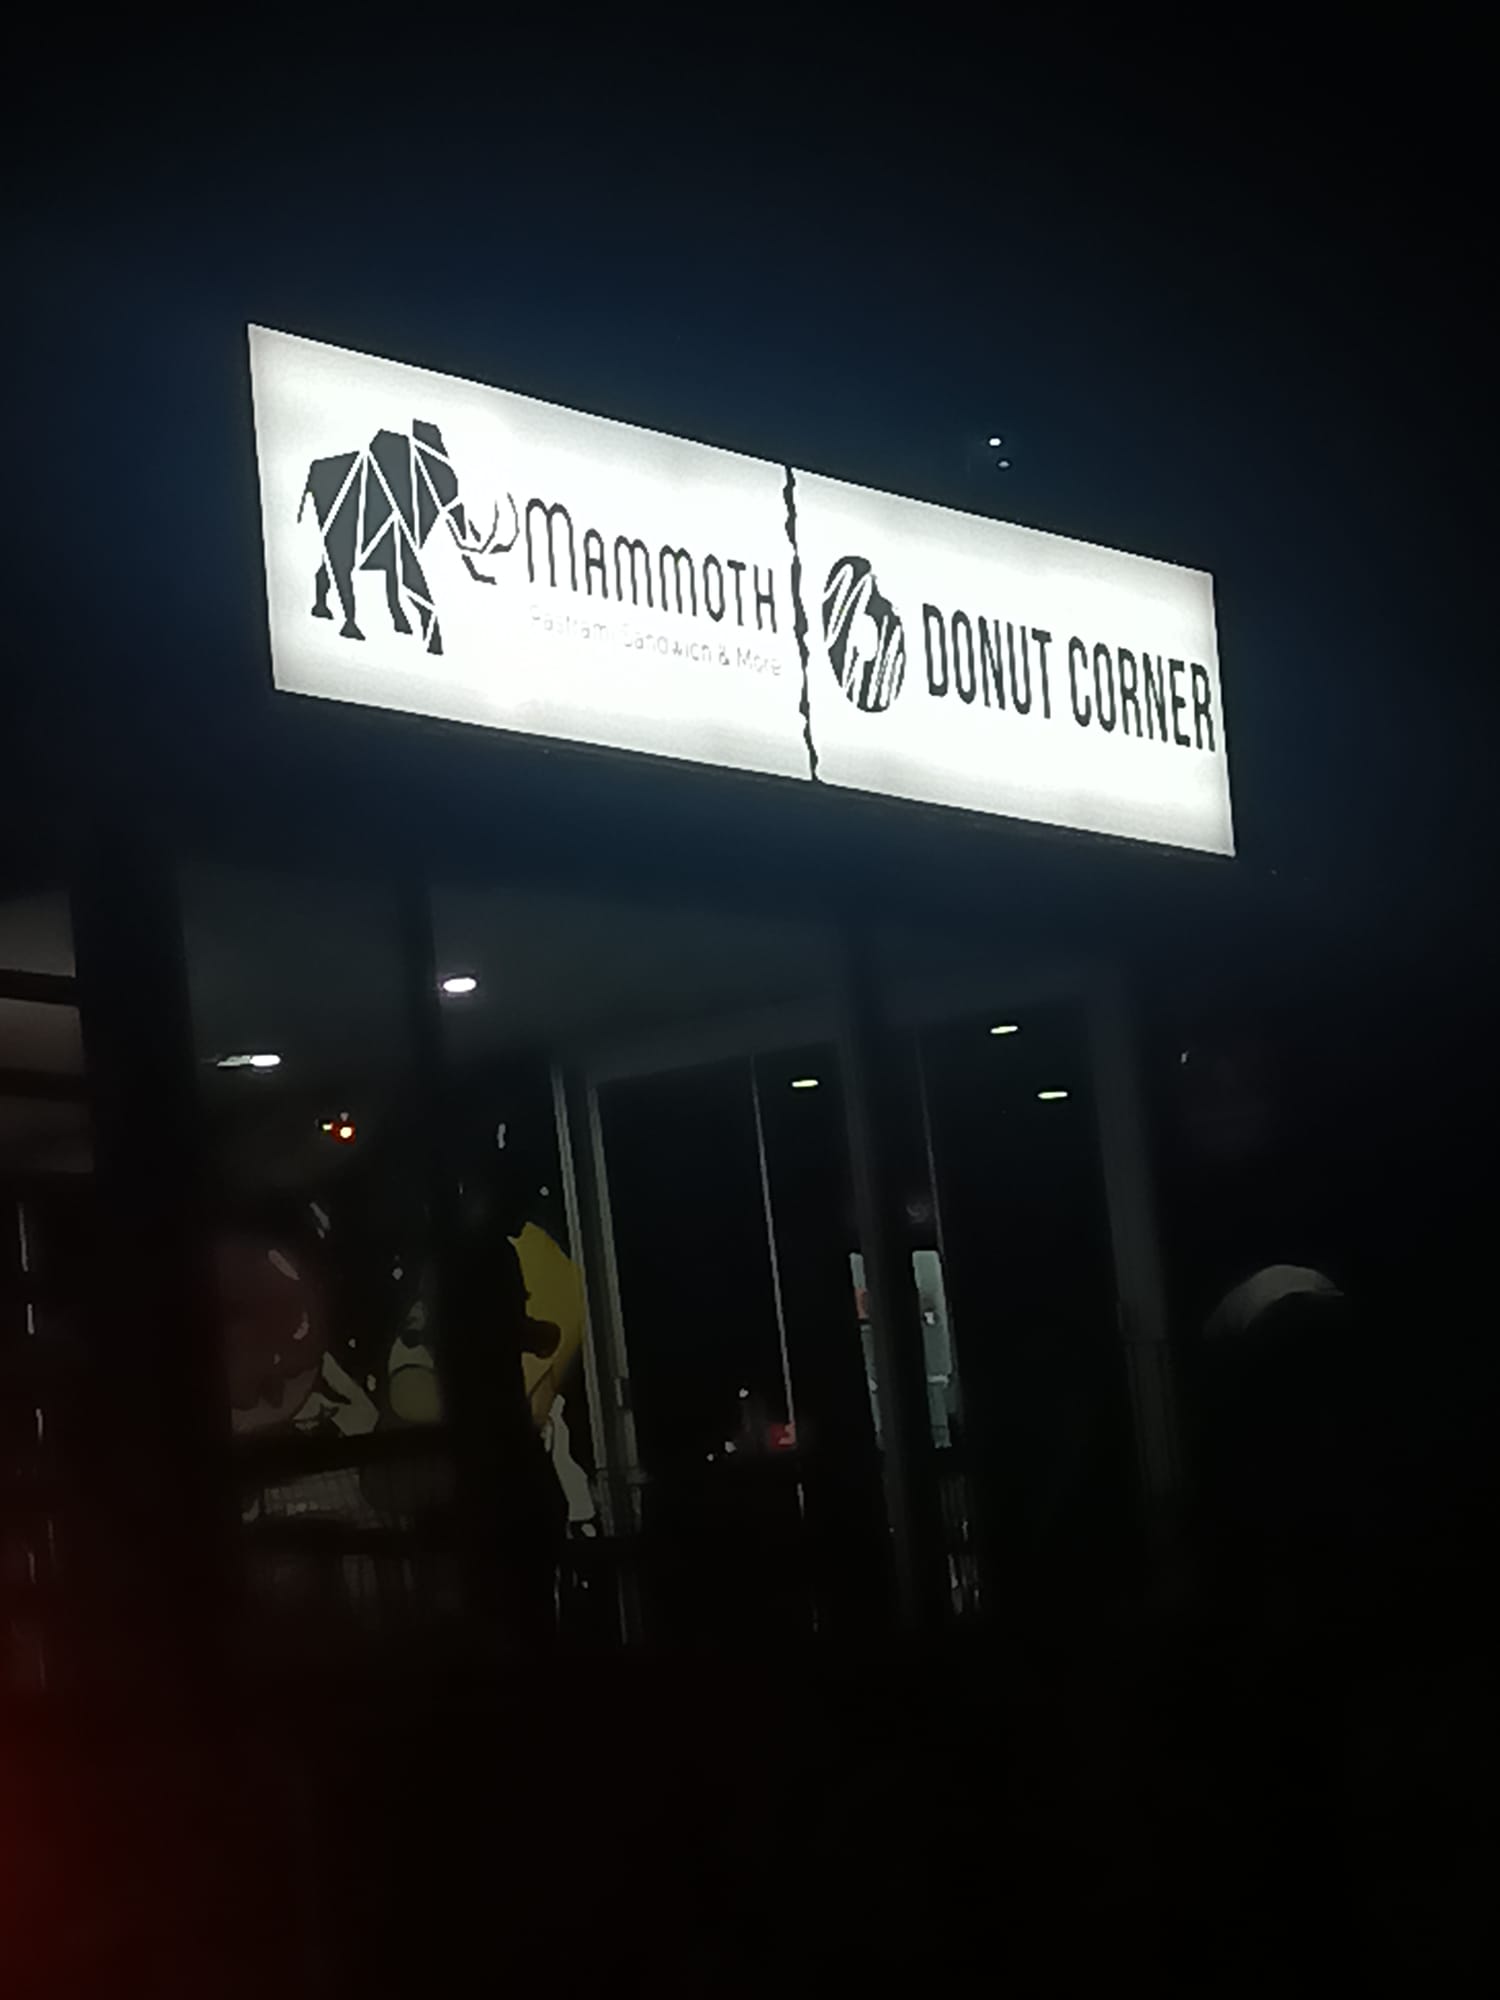 MAMMOTH
Pastrami Sandwich & More
DONUT CORNER